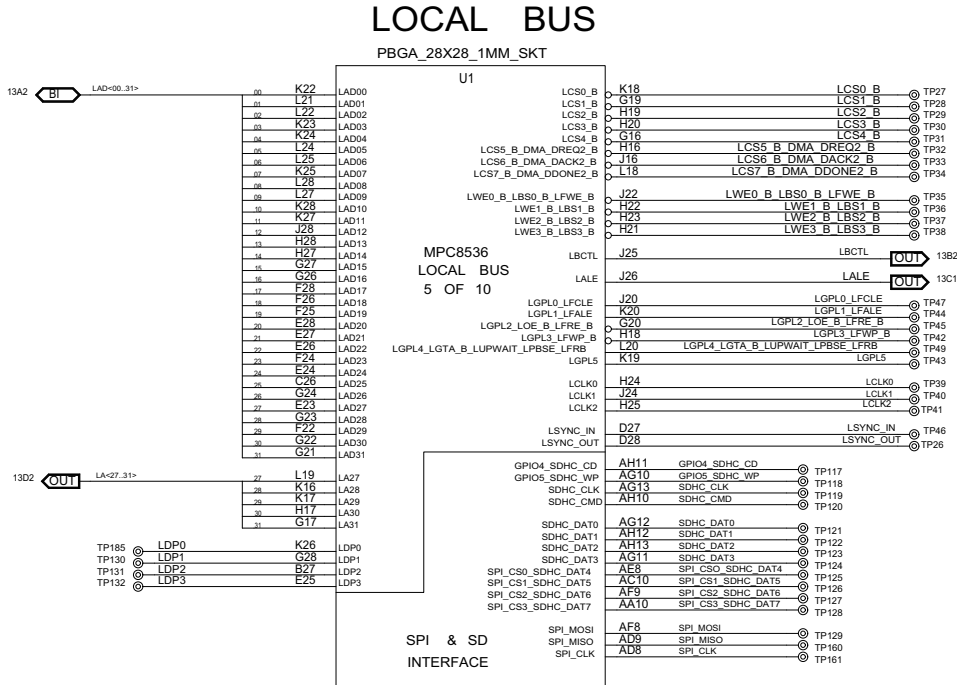 LOCAL BUS
PBGA_28X28_1MM_SKT
U1
13A2 BI LAD<00..31>
00 K22 LAD00
01 L21 LAD01
02 L22 LAD02
03 K23 LAD03
04 K24 LAD04
05 L24 LAD05
06 L25 LAD06
07 K25 LAD07
08 L28 LAD08
09 L27 LAD09
10 K28 LAD10
11 K27 LAD11
12 J28 LAD12
13 H28 LAD13
14 H27 LAD14
15 G27 LAD15
16 G26 LAD16
17 F28 LAD17
18 F26 LAD18
19 F25 LAD19
20 E28 LAD20
21 E27 LAD21
22 E26 LAD22
23 F24 LAD23
24 E24 LAD24
25 C26 LAD25
26 G24 LAD26
27 E23 LAD27
28 G23 LAD28
29 F22 LAD29
30 G22 LAD30
31 G21 LAD31
13D2 OUT LA<27..31>
27 L19 LA27
28 K16 LA28
29 K17 LA29
30 H17 LA30
31 G17 LA31
TP185 LDP0 K26 LDP0
TP130 LDP1 G28 LDP1
TP131 LDP2 B27 LDP2
TP132 LDP3 E25 LDP3
MPC8536
LOCAL BUS
5 OF 10
LCS0_B K18 LCS0_B TP27
LCS1_B G19 LCS1_B TP28
LCS2_B H19 LCS2_B TP29
LCS3_B H20 LCS3_B TP30
LCS4_B G16 LCS4_B TP31
LCS5_B_DMA_DREQ2_B H16 LCS5_B_DMA_DREQ2_B TP32
LCS6_B_DMA_DACK2_B J16 LCS6_B_DMA_DACK2_B TP33
LCS7_B_DMA_DDONE2_B L18 LCS7_B_DMA_DDONE2_B TP34
LWE0_B_LBS0_B_LFWE_B J22 LWE0_B_LBS0_B_LFWE_B TP35
LWE1_B_LBS1_B H22 LWE1_B_LBS1_B TP36
LWE2_B_LBS2_B H23 LWE2_B_LBS2_B TP37
LWE3_B_LBS3_B H21 LWE3_B_LBS3_B TP38
LBCTL J25 LBCTL OUT 13B2
LALE J26 LALE OUT 13C1
LGPL0_LFCLE J20 LGPL0_LFCLE TP47
LGPL1_LFALE K20 LGPL1_LFALE TP44
LGPL2_LOE_B_LFRE_B G20 LGPL2_LOE_B_LFRE_B TP45
LGPL3_LFWP_B H18 LGPL3_LFWP_B TP42
LGPL4_LGTA_B_LUPWAIT_LPBSE_LFRB L20 LGPL4_LGTA_B_LUPWAIT_LPBSE_LFRB TP49
LGPL5 K19 LGPL5 TP43
LCLK0 H24 LCLK0 TP39
LCLK1 J24 LCLK1 TP40
LCLK2 H25 LCLK2 TP41
LSYNC_IN D27 LSYNC_IN TP46
LSYNC_OUT D28 LSYNC_OUT TP26
GPIO4_SDHC_CD AH11 GPIO4_SDHC_CD TP117
GPIO5_SDHC_WP AG10 GPIO5_SDHC_WP TP118
SDHC_CLK AG13 SDHC_CLK TP119
SDHC_CMD AH10 SDHC_CMD TP120
SDHC_DAT0 AG12 SDHC_DAT0 TP121
SDHC_DAT1 AH12 SDHC_DAT1 TP122
SDHC_DAT2 AH13 SDHC_DAT2 TP123
SDHC_DAT3 AG11 SDHC_DAT3 TP124
SPI_CS0_SDHC_DAT4 AE8 SPI_CSO_SDHC_DAT4 TP125
SPI_CS1_SDHC_DAT5 AC10 SPI_CS1_SDHC_DAT5 TP126
SPI_CS2_SDHC_DAT6 AF9 SPI_CS2_SDHC_DAT6 TP127
SPI_CS3_SDHC_DAT7 AA10 SPI_CS3_SDHC_DAT7 TP128
SPI_MOSI AF8 SPI_MOSI TP129
SPI_MISO AD9 SPI_MISO TP160
SPI_CLK AD8 SPI_CLK TP161
SPI & SD
INTERFACE